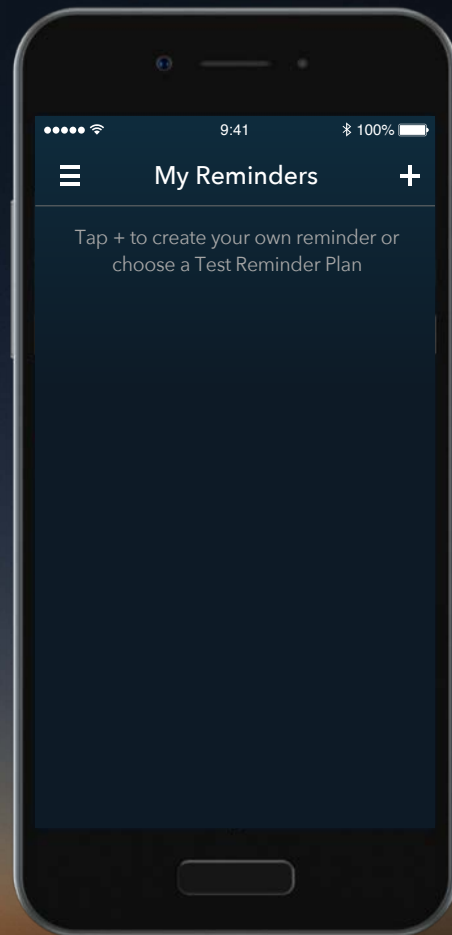 9:41
100%
My Reminders
Tap + to create your own reminder or
choose a Test Reminder Plan